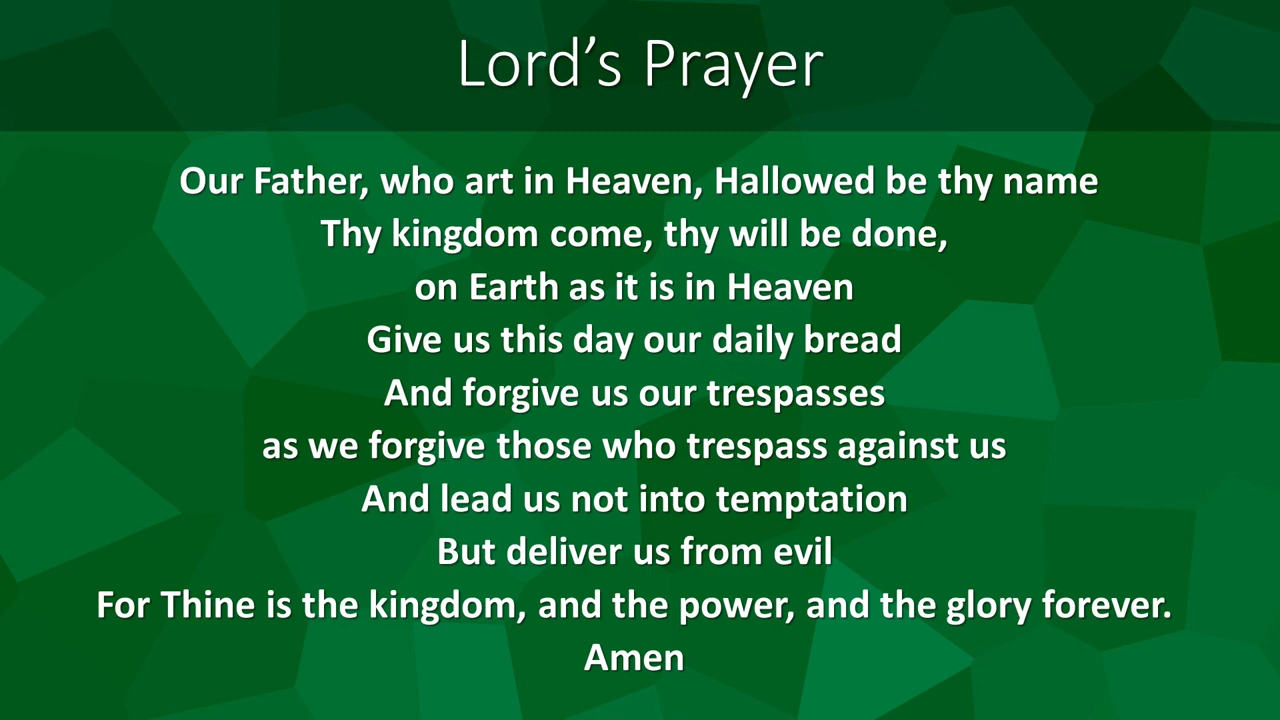 Lord’s Prayer
Our Father, who art in Heaven, Hallowed be thy name
Thy kingdom come, thy will be done,
on Earth as it is in Heaven
Give us this day our daily bread
And forgive us our trespasses
as we forgive those who trespass against us
And lead us not into temptation
But deliver us from evil
For Thine is the kingdom, and the power, and the glory forever.
Amen